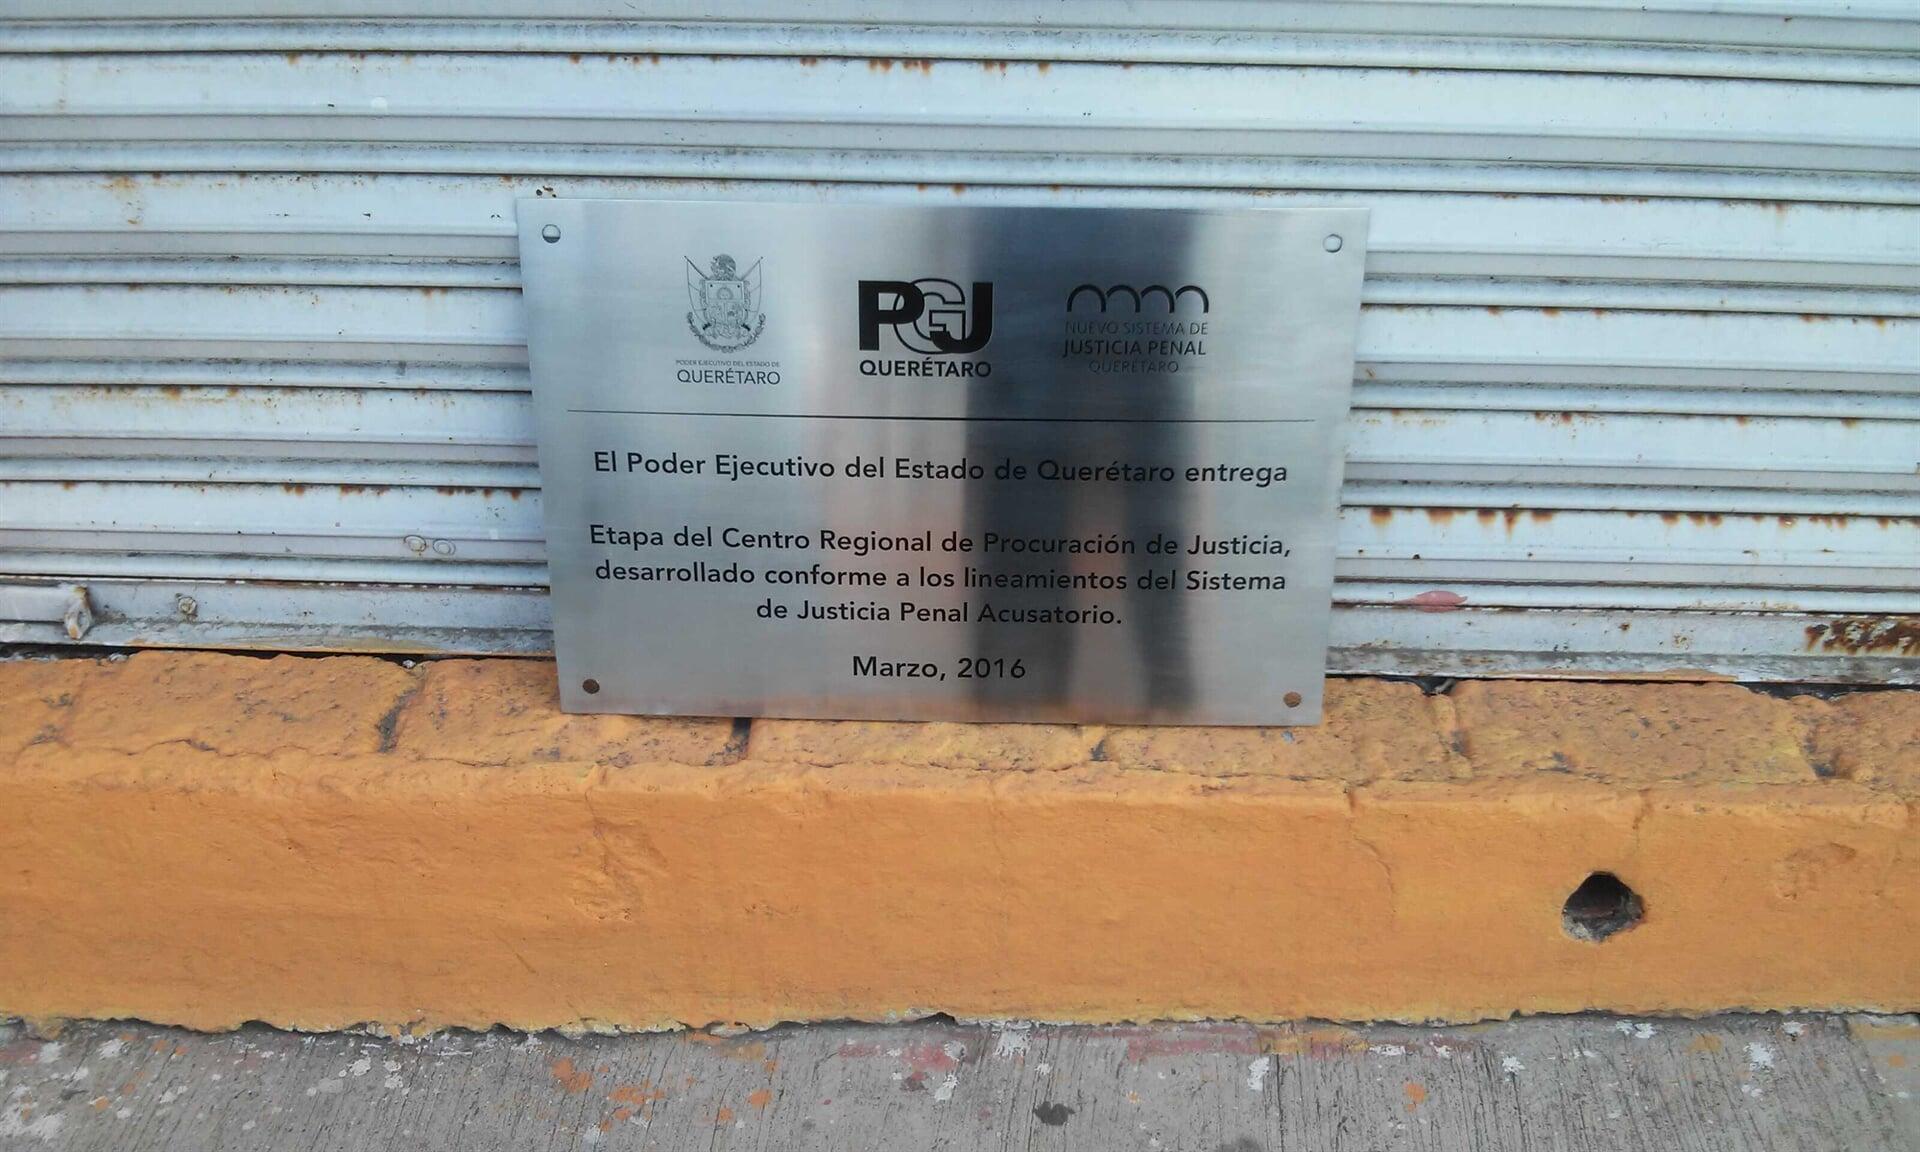 PODER EJECUTIVO DEL ESTADO DE
QUERÉTARO
PGJ
QUERÉTARO
NUEVO SISTEMA DE
JUSTICIA PENAL
QUERÉTARO
El Poder Ejecutivo del Estado de Querétaro entrega
Etapa del Centro Regional de Procuración de Justicia,
desarrollado conforme a los lineamientos del Sistema
de Justicia Penal Acusatorio.
Marzo, 2016